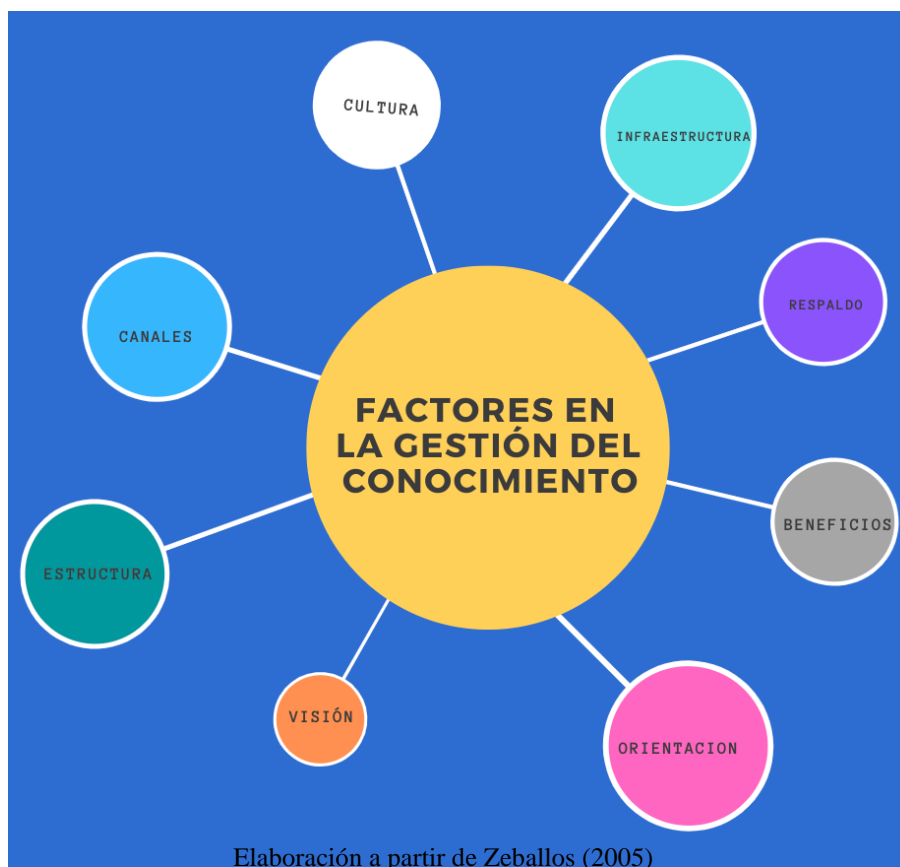 CULTURA
INFRAESTRUCTURA
RESPALDO
CANALES
FACTORES EN
LA GESTIÓN DEL
CONOCIMIENTO
BENEFICIOS
ESTRUCTURA
VISIÓN
ORIENTACION
Elaboración a partir de Zeballos (2005)